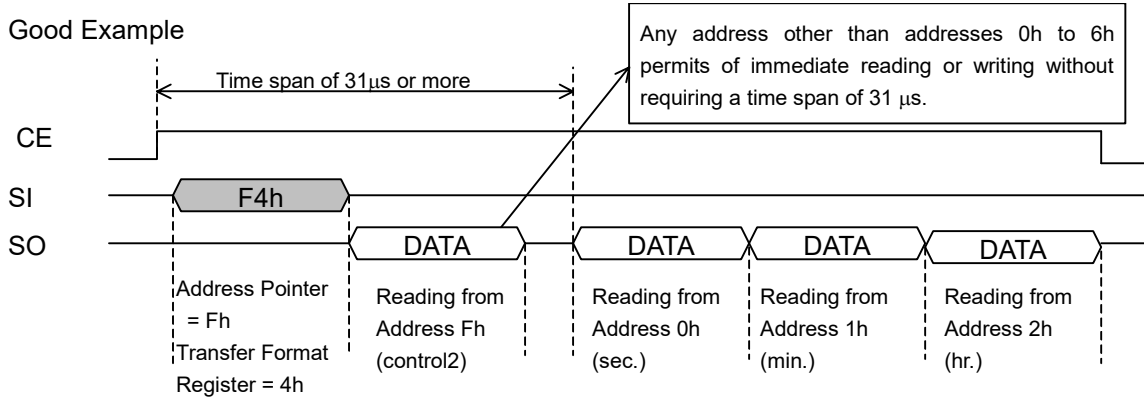 Good Example
Any address other than addresses 0h to 6h
permits of immediate reading or writing without
requiring a time span of 31 μs.
Time span of 31μs or more
CE
SI
F4h
SO
DATA
DATA
DATA
DATA
Address Pointer
= Fh
Transfer Format
Register = 4h
Reading from
Address Fh
(control2)
Reading from
Address 0h
(sec.)
Reading from
Address 1h
(min.)
Reading from
Address 2h
(hr.)